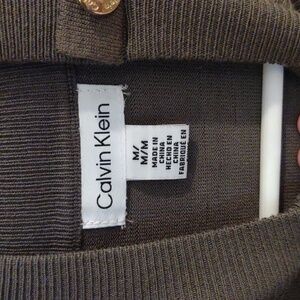 Calvin Klein
M/
M/M
MADE IN
CHINA
HECHO EN
CHINA
FABRIQUÉ EN